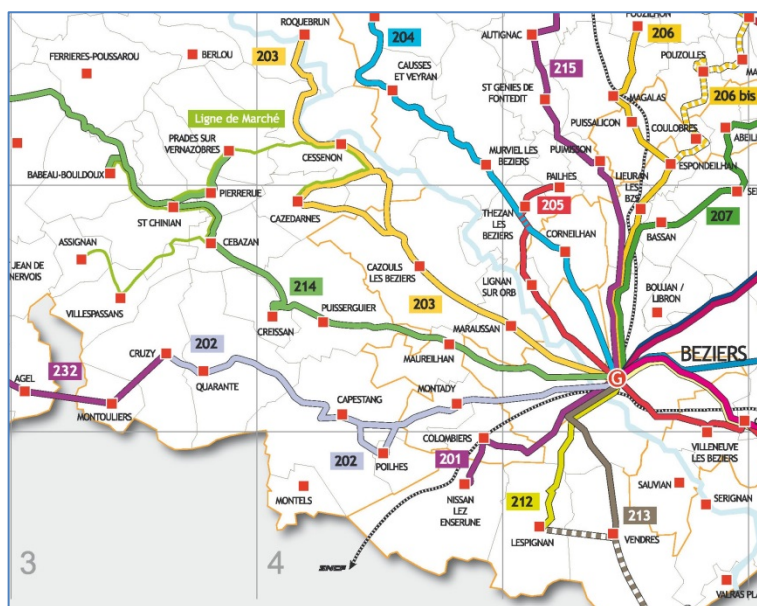 ROQUEBRUN
204
AUTIGNAC
206
FERRIERES-POUSSAROU
BERLOU
203
CAUSSES
ET VEYRAN
215
POUZOLLES
ST GENIES DE
FONTEDIT
MAGALAS
206 bis
Ligne de Marché
PUISSALICON
COULOBRES
PRADES SUR
VERNAZOBRES
CESSENON
MURVIEL LES
BEZIERS
PUIMISSON
ESPONDEILHAN
BABEAU-BOULDOUX
PIERRERUE
PAILHES
LIEURAN
LES
BZS
ST CHINIAN
CAZEDARNES
205
THEZAN
LES
BEZIERS
207
BASSAN
ASSIGNAN
CEBAZAN
CORNEILHAN
CAZOULS
LES BEZIERS
VILLESPASSANS
214
PUISSERGUIER
203
LIGNAN
SUR ORB
BOUJAN /
LIBRON
CREISSAN
MARAUSSAN
CRUZY
202
MAUREILHAN
BEZIERS
232
AGEL
QUARANTE
G
MONTOULIERS
CAPESTANG
MONTADY
COLOMBIERS
201
202
POILHES
VILLENEUVE
LES BEZIERS
MONTELS
NISSAN
LEZ
ENSERUNE
212
213
SAUVIAN
SERIGNAN
LESPIGNAN
VENDRES
3
4
SNCF